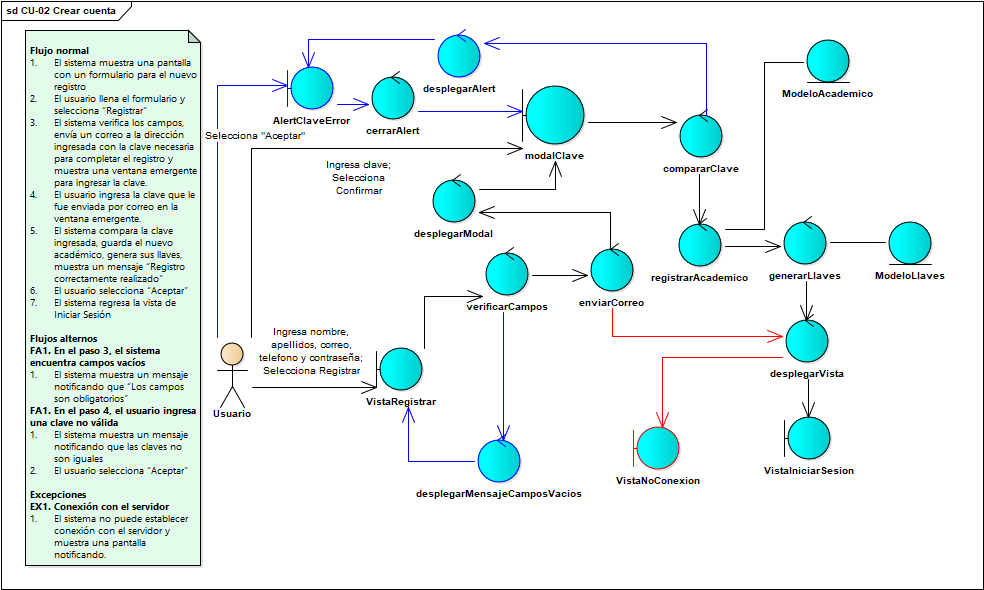 sd CU-02 Crear cuenta
Flujo normal
1. El sistema muestra una pantalla
con un formulario para el nuevo
registro
2. El usuario llena el formulario y
selecciona “Registrar”
3. El sistema verifica los campos,
envía un correo a la dirección
ingresada con la clave necesaria
para completar el registro y
muestra una ventana emergente
para ingresar la clave.
4. El usuario ingresa la clave que le
fue enviada por correo en la
ventana emergente.
5. El sistema compara la clave
ingresada, guarda el nuevo
académico, genera sus llaves,
muestra un mensaje “Registro
correctamente realizado”
6. El usuario selecciona “Aceptar”
7. El sistema regresa la vista de
Iniciar Sesión
Flujos alternos
FA1. En el paso 3, el sistema
encuentra campos vacíos
1. El sistema muestra un mensaje
notificando que “Los campos
son obligatorios”
FA1. En el paso 4, el usuario ingresa
una clave no válida
1. El sistema muestra un mensaje
notificando que las claves no
son iguales
2. El usuario selecciona “Aceptar”
Excepciones
EX1. Conexión con el servidor
1. El sistema no puede establecer
conexión con el servidor y
muestra una pantalla
notificando.
desplegarAlert
ModeloAcademico
AlertClaveError
cerrarAlert
Selecciona "Aceptar"
modalClave
compararClave
Ingresa clave;
Selecciona
Confirmar
desplegarModal
registrarAcademico
generarLlaves
ModeloLlaves
verificarCampos
enviarCorreo
Ingresa nombre,
apellidos, correo,
telefono y contraseña;
Selecciona Registrar
desplegarVista
Usuario
VistaRegistrar
VistaNoConexion
VistaIniciarSesion
desplegarMensajeCamposVacios